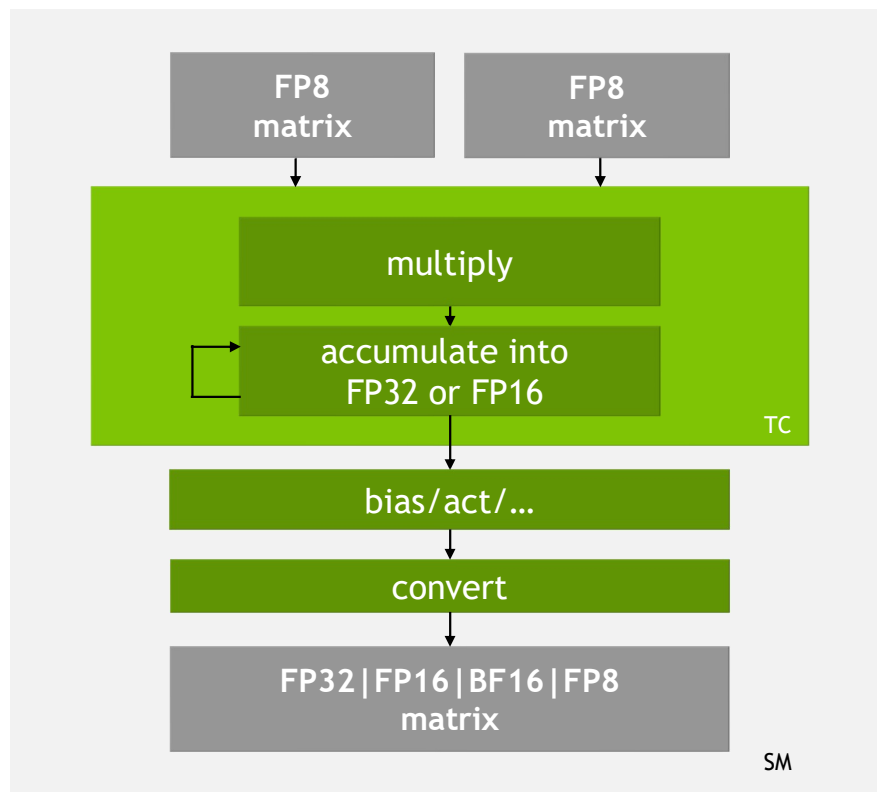 FP8
matrix
FP8
matrix
multiply
accumulate into
FP32 or FP16
TC
bias/act/…
convert
FP32|FP16|BF16|FP8
matrix
SM